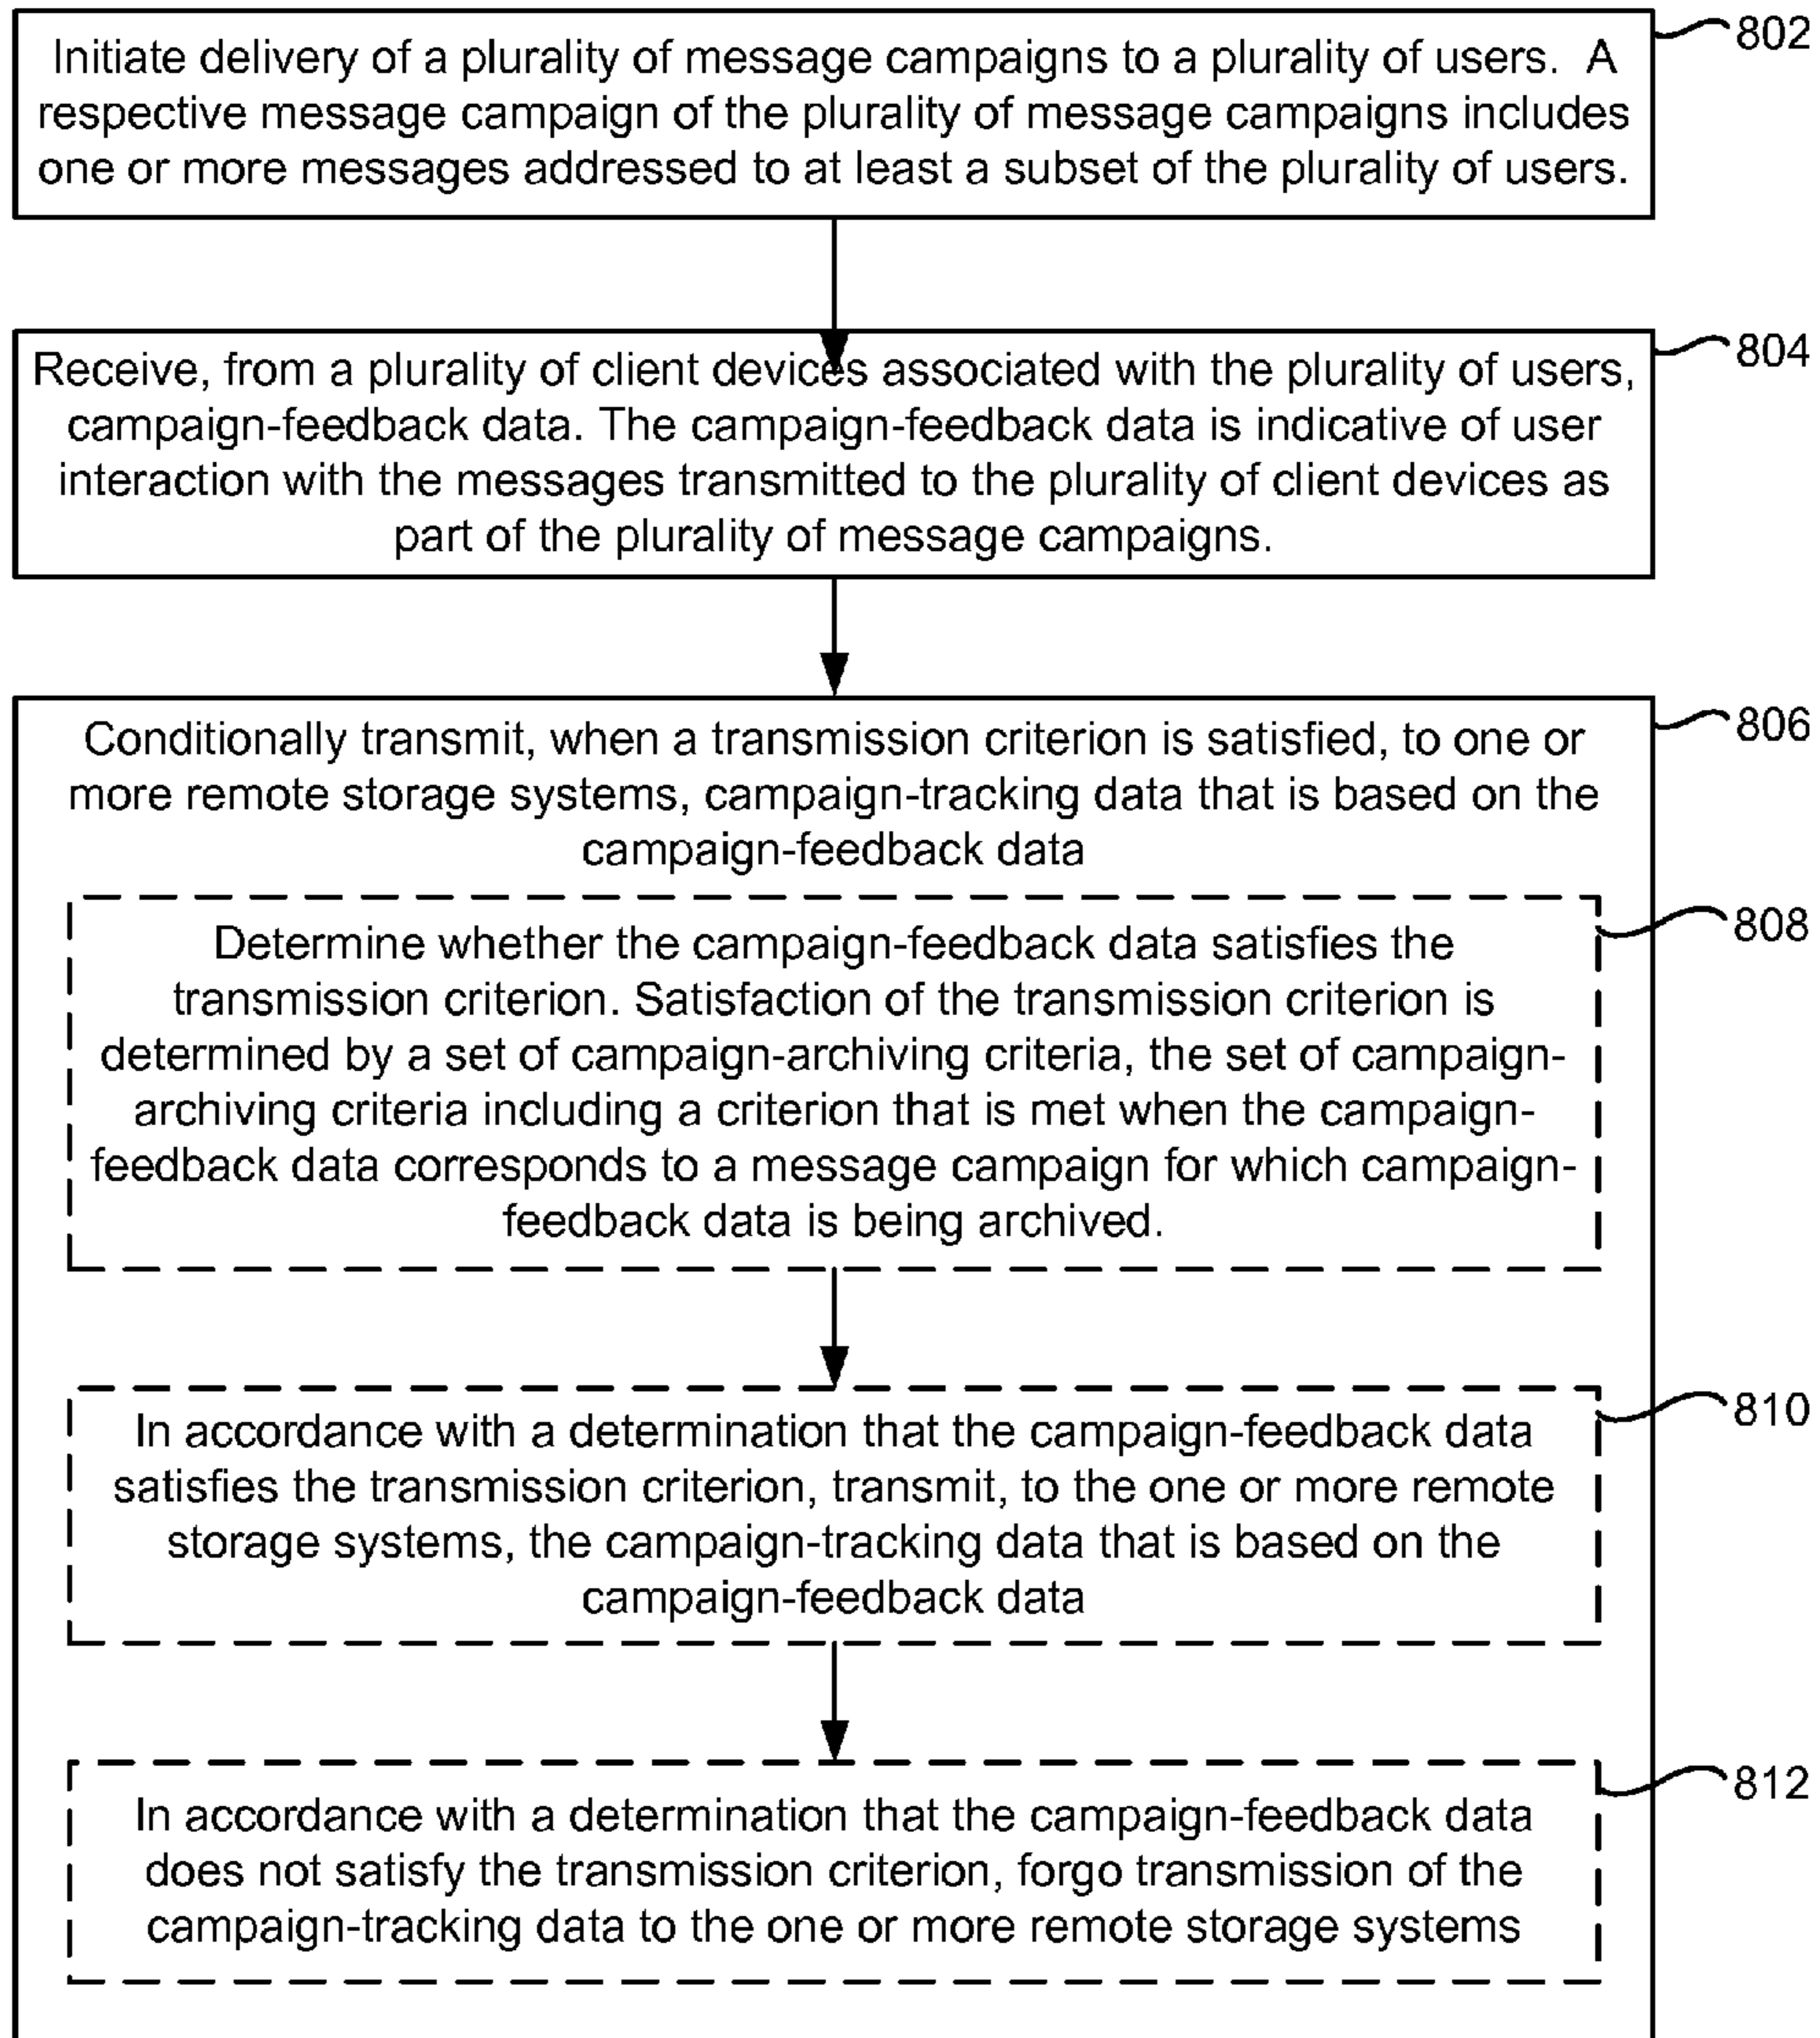 802
Initiate delivery of a plurality of message campaigns to a plurality of users. A
respective message campaign of the plurality of message campaigns includes
one or more messages addressed to at least a subset of the plurality of users.
804
Receive, from a plurality of client devices associated with the plurality of users,
campaign-feedback data. The campaign-feedback data is indicative of user
interaction with the messages transmitted to the plurality of client devices as
part of the plurality of message campaigns.
806
Conditionally transmit, when a transmission criterion is satisfied, to one or
more remote storage systems, campaign-tracking data that is based on the
campaign-feedback data
808
Determine whether the campaign-feedback data satisfies the
transmission criterion. Satisfaction of the transmission criterion is
determined by a set of campaign-archiving criteria, the set of campaign-
archiving criteria including a criterion that is met when the campaign-
feedback data corresponds to a message campaign for which campaign-
feedback data is being archived.
810
In accordance with a determination that the campaign-feedback data
satisfies the transmission criterion, transmit, to the one or more remote
storage systems, the campaign-tracking data that is based on the
campaign-feedback data
812
In accordance with a determination that the campaign-feedback data
does not satisfy the transmission criterion, forgo transmission of the
campaign-tracking data to the one or more remote storage systems